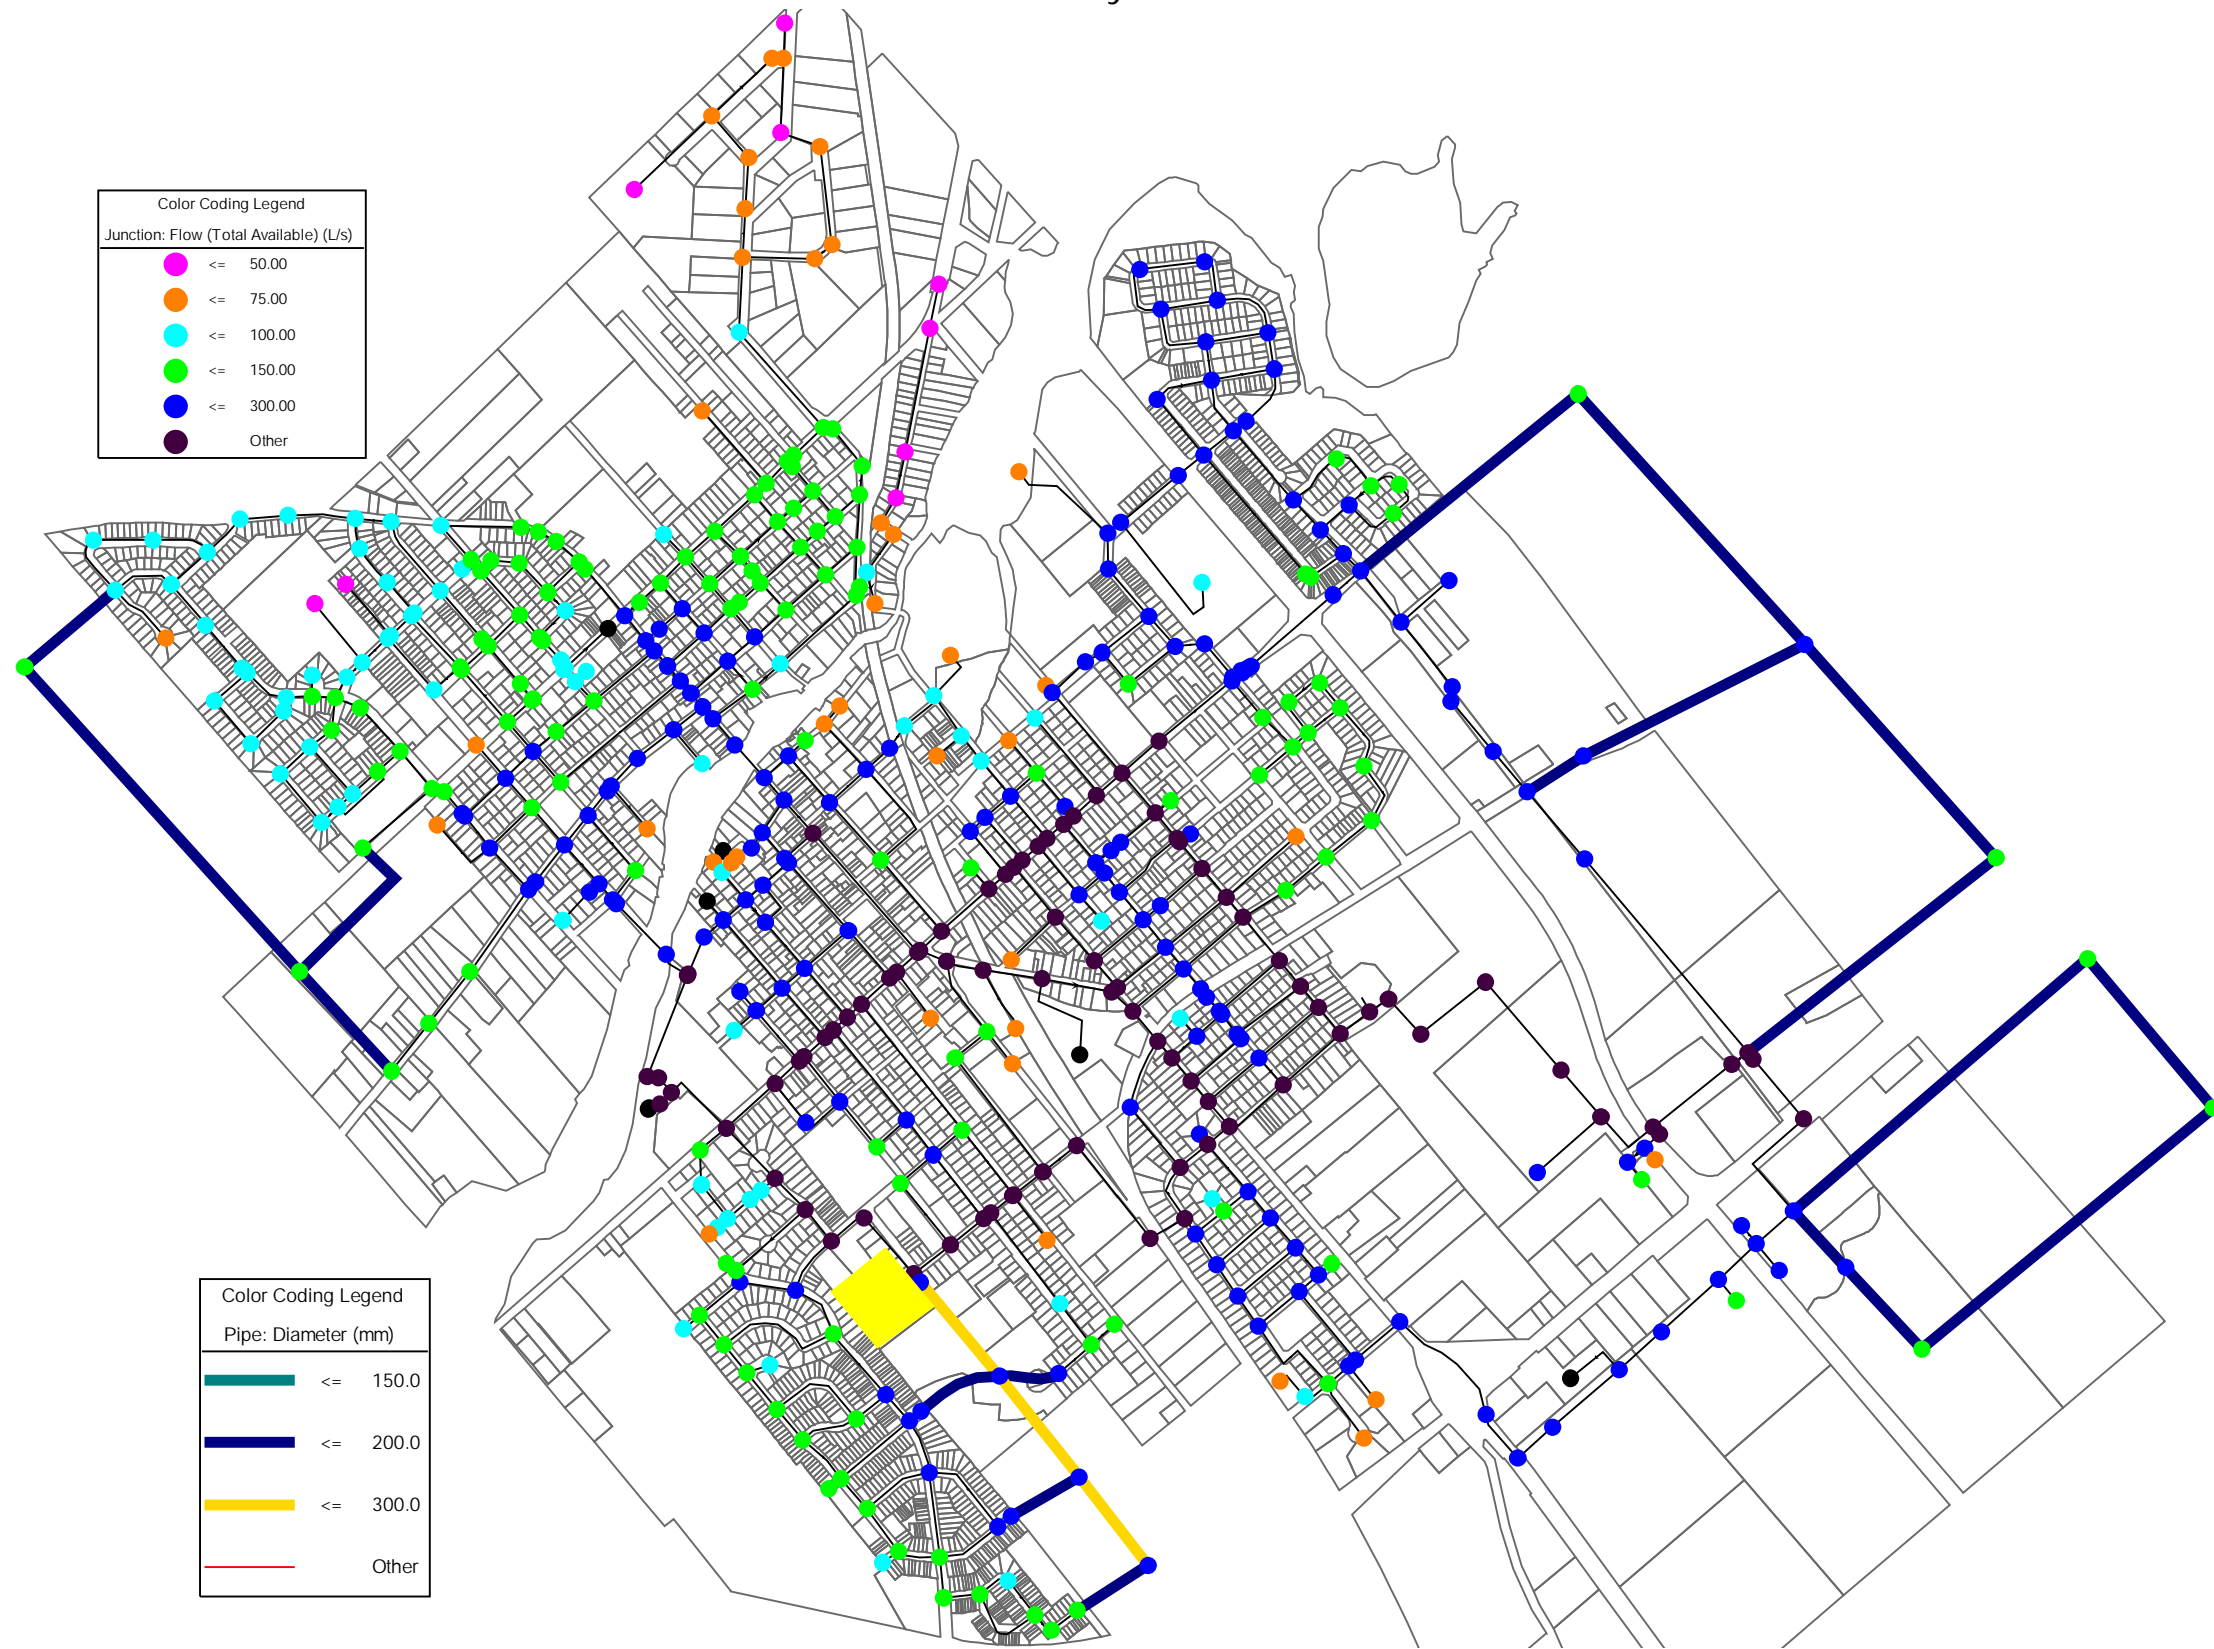 Color Coding Legend
Junction: Flow (Total Available) (L/s)
<= 50.00
<= 75.00
<= 100.00
<= 150.00
<= 300.00
Other
Color Coding Legend
Pipe: Diameter (mm)
<= 150.0
<= 200.0
<= 300.0
Other